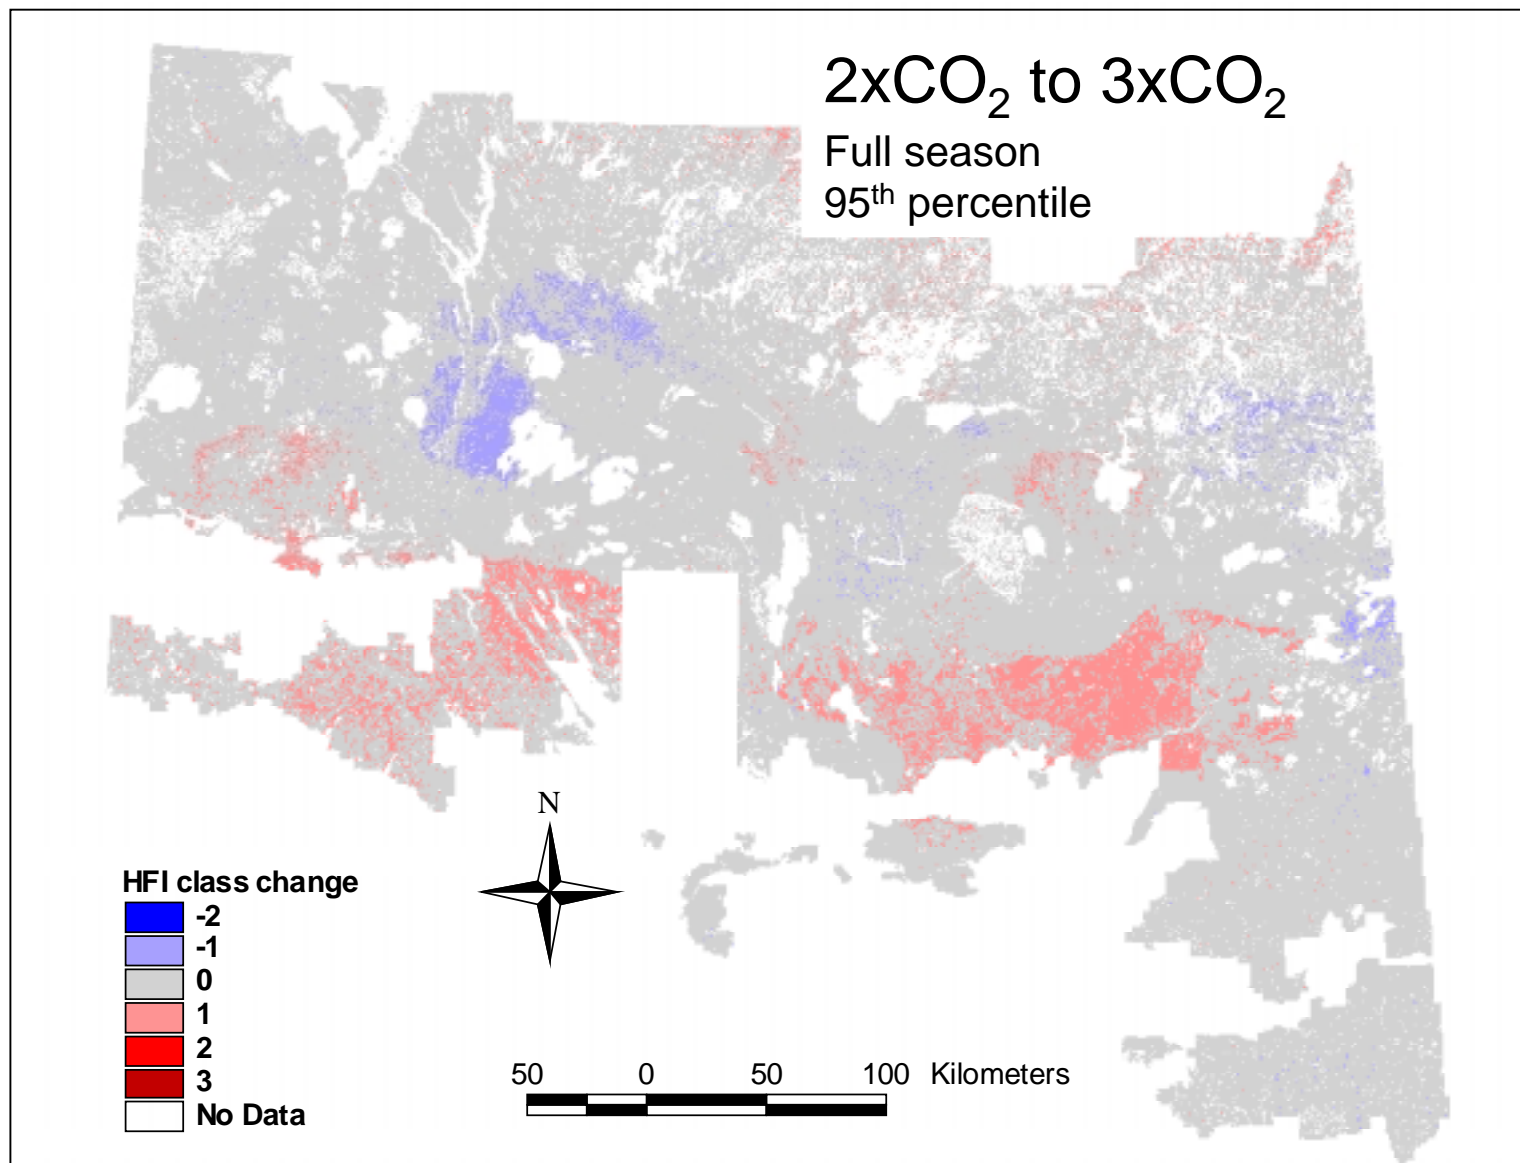 2xCO₂ to 3xCO₂
Full season
95th percentile
N
HFI class change
-2
-1
0
1
2
3
No Data
50 0 50 100 Kilometers